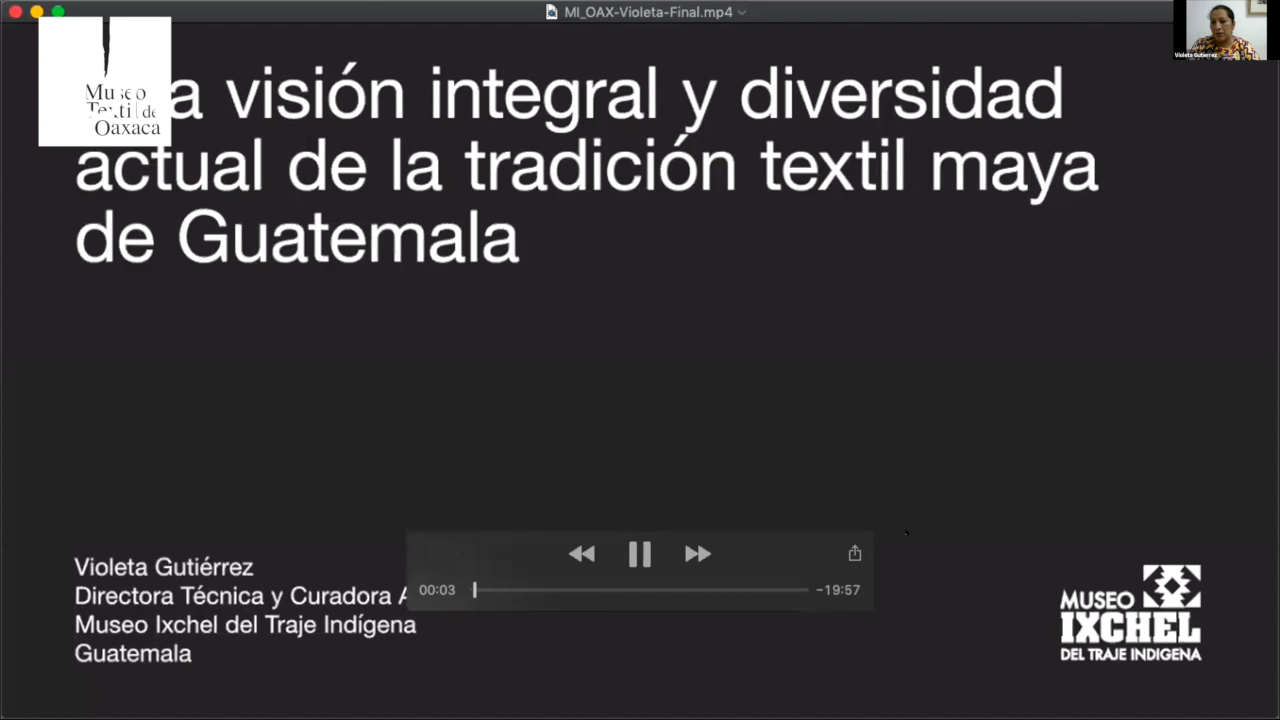 MI_OAX-Violeta-Final.mp4
Violeta Gutierrez
Museo
Textil de
Oaxaca
a visión integral y diversidad
actual de la tradición textil maya
de Guatemala
Violeta Gutiérrez
Directora Técnica y Curadora A
Museo Ixchel del Traje Indígena
Guatemala
00:03
-19:57
MUSEO
IXCHEL
DEL TRAJE INDIGENA